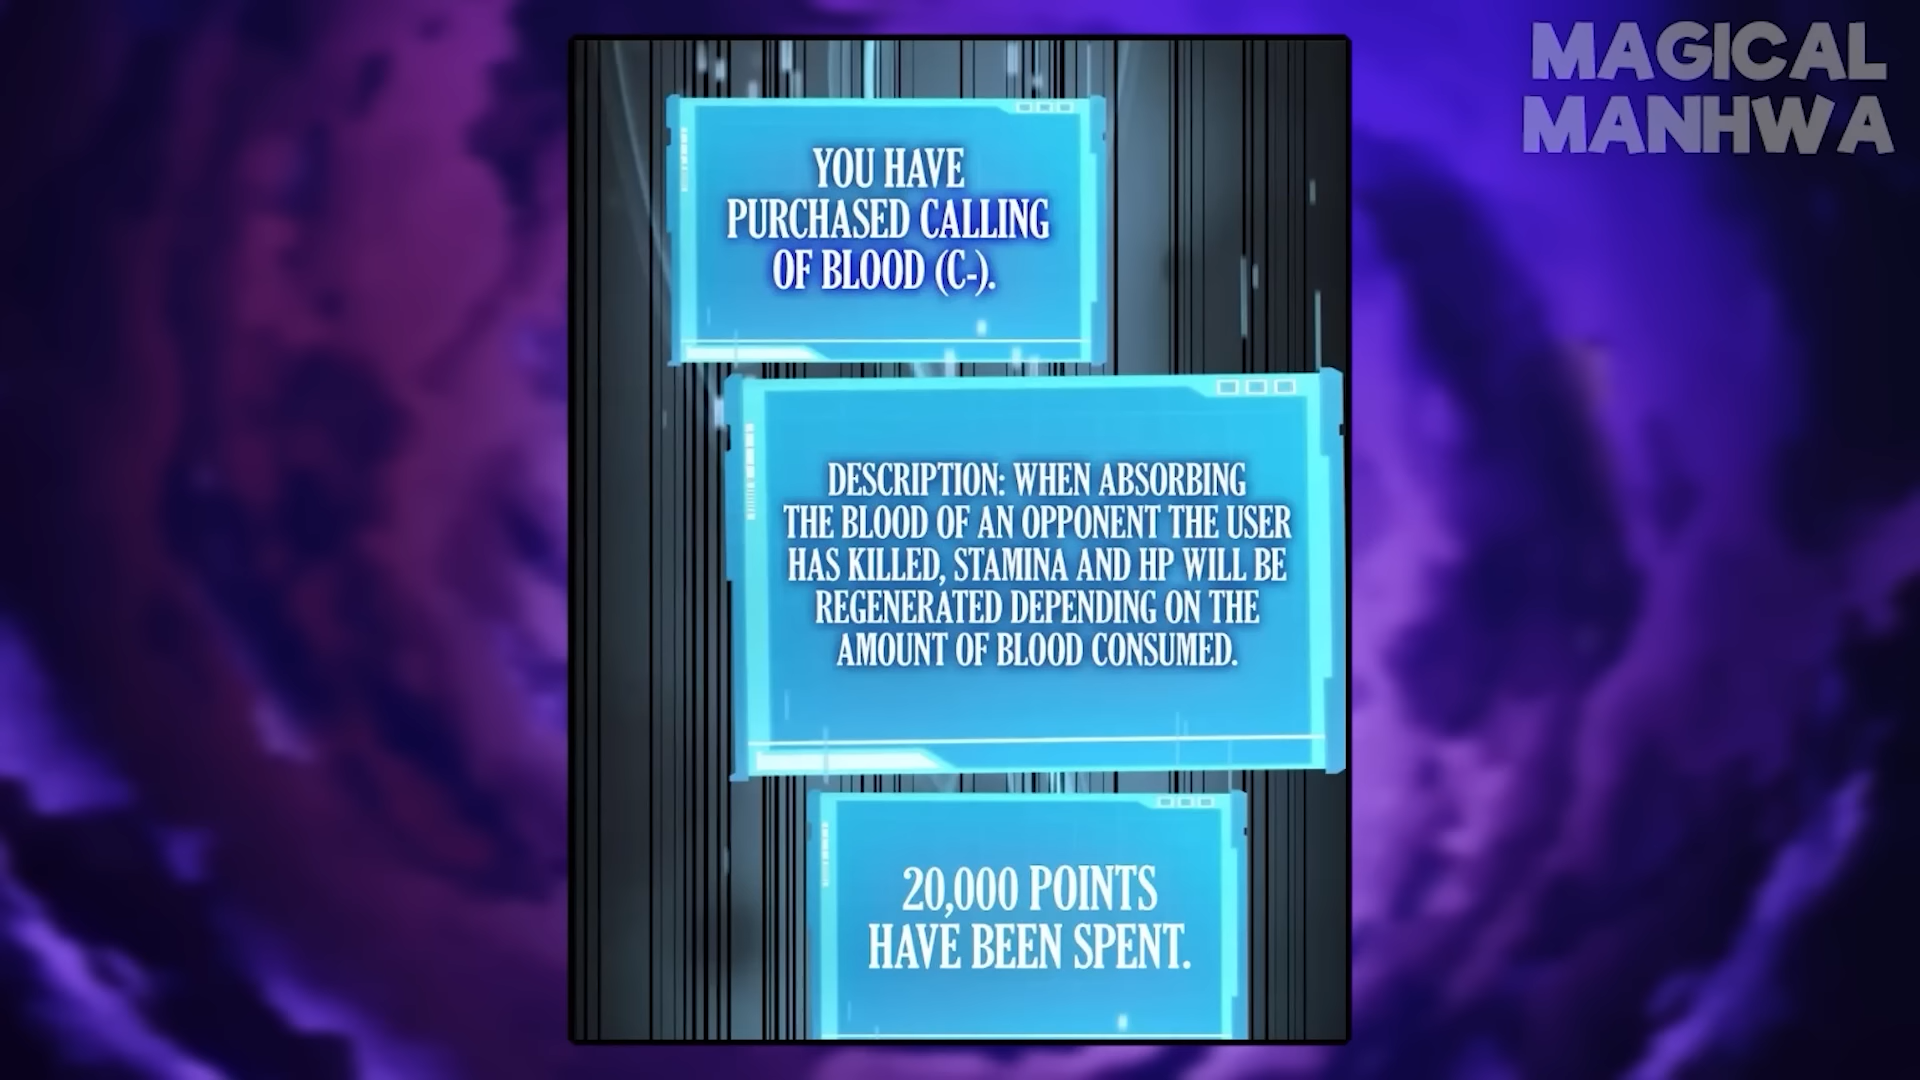 MAGICAL
MANHWA
YOU HAVE
PURCHASED CALLING
OF BLOOD (C-).
DESCRIPTION: WHEN ABSORBING
THE BLOOD OF AN OPPONENT THE USER
HAS KILLED, STAMINA AND HP WILL BE
REGENERATED DEPENDING ON THE
AMOUNT OF BLOOD CONSUMED.
20,000 POINTS
HAVE BEEN SPENT.